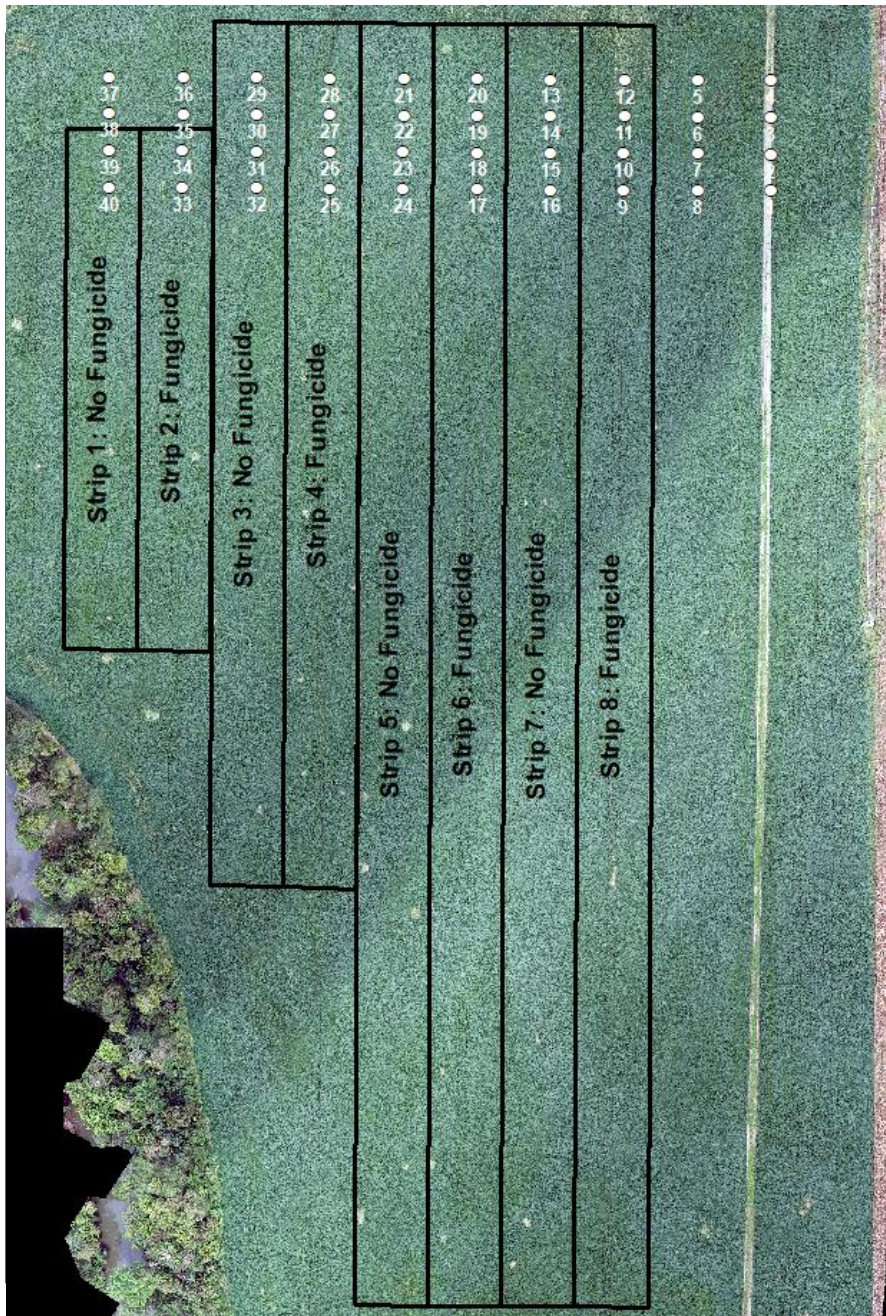 37 36 29 28 21 20 13 12 5
38 35 30 27 22 19 14 11 6 3
39 34 31 26 23 18 15 10 7 2
40 33 32 25 24 17 16 9 8
Strip 1: No Fungicide
Strip 2: Fungicide
Strip 3: No Fungicide
Strip 4: Fungicide
Strip 5: No Fungicide
Strip 6: Fungicide
Strip 7: No Fungicide
Strip 8: Fungicide